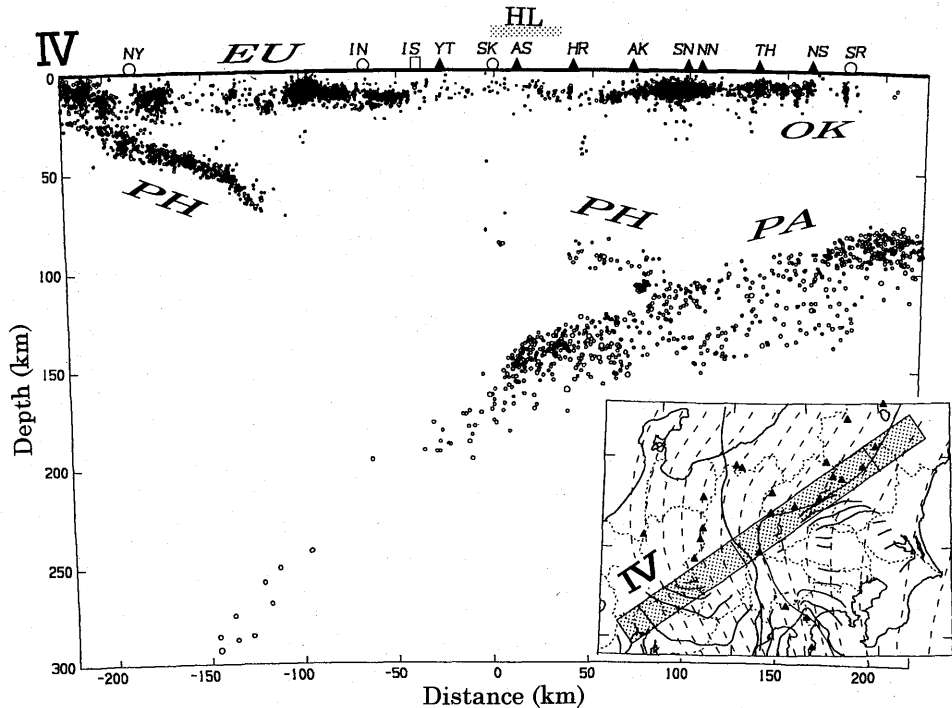 HL
IV
NY
EU
IN
IS
YT
SK
AS
HR
AK
SN
NN
TH
NS
SR
0
OK
50
PH
PH
PA
100
150
200
250
300
Depth (km)
-200
-150
-100
-50
0
50
100
150
200
Distance (km)
IV